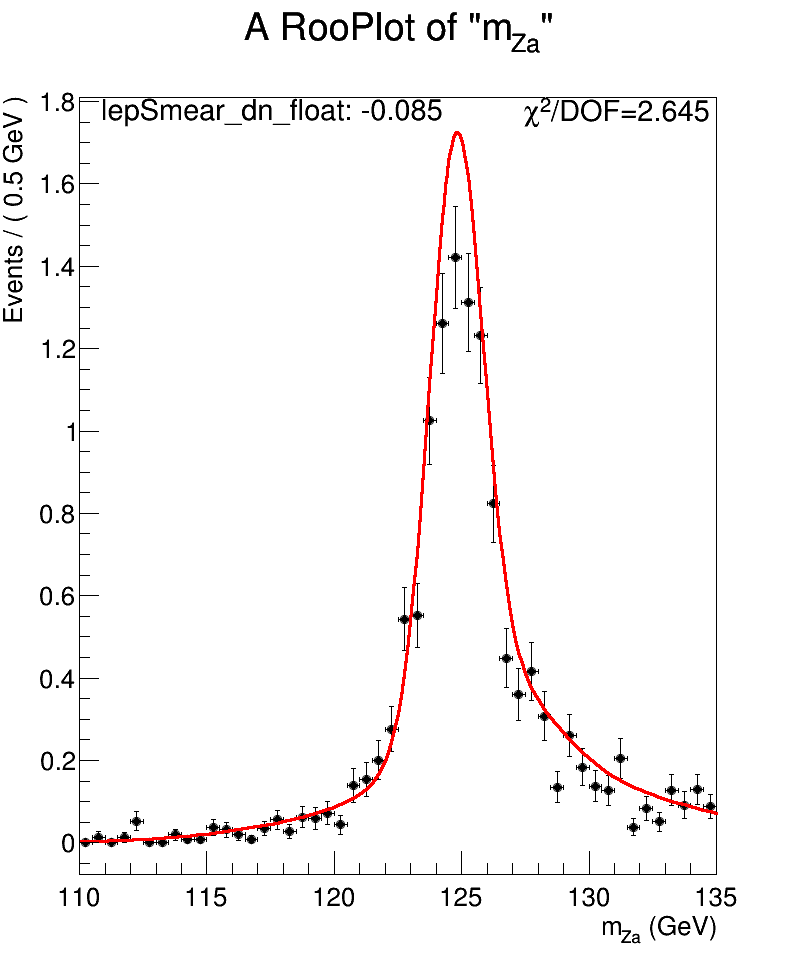 A RooPlot of "m_Za"
lepSmear_dn_float: -0.085
χ²/DOF=2.645
Events / ( 0.5 GeV )
1.8
1.6
1.4
1.2
1
0.8
0.6
0.4
0.2
0
110 115 120 125 130 135
m_Za (GeV)